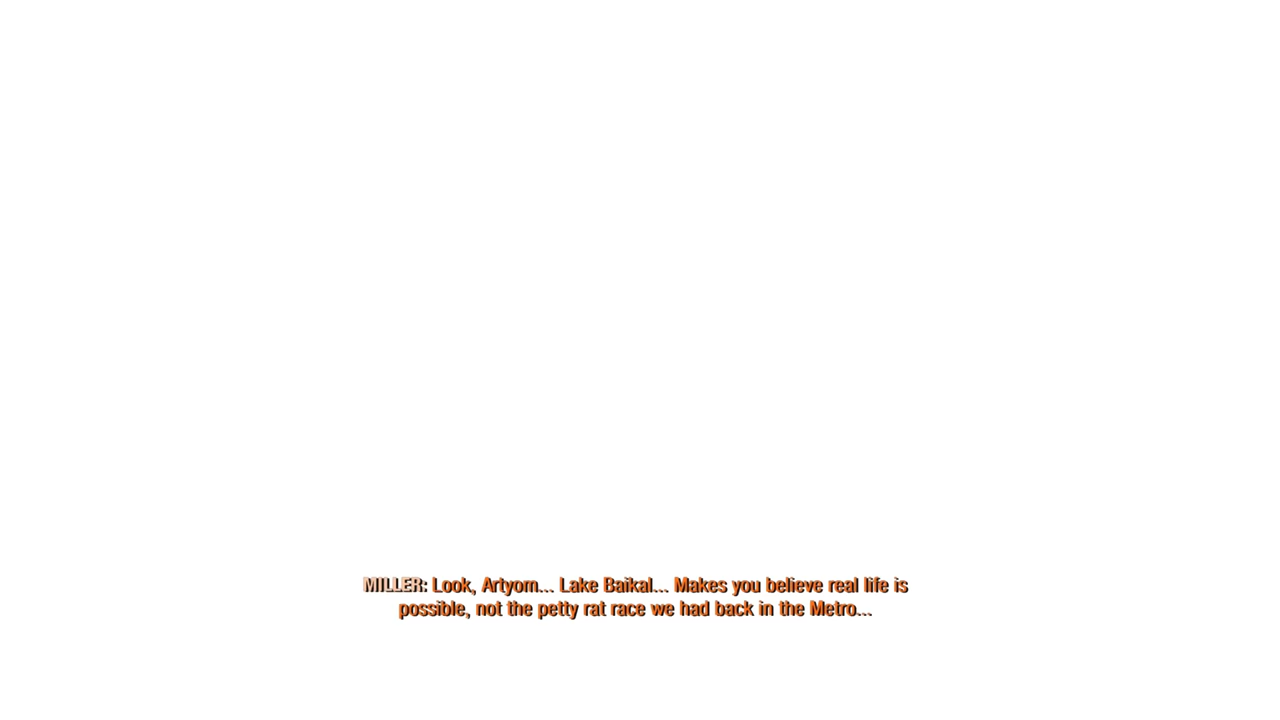 MILLER: Look, Artyom... Lake Baikal... Makes you believe real life is
possible, not the petty rat race we had back in the Metro...